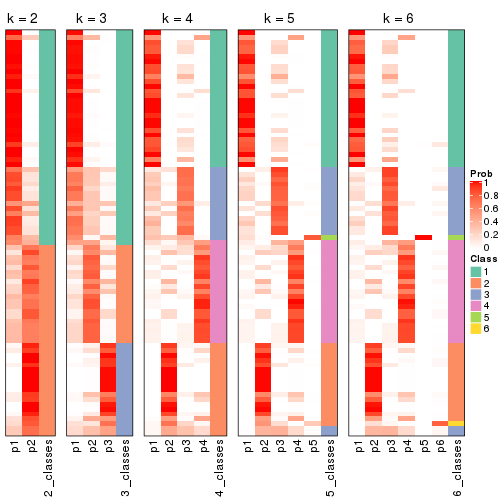 k = 2
k = 3
k = 4
k = 5
k = 6
p1
p2
2_classes
p1
p2
p3
3_classes
p1
p2
p3
p4
4_classes
p1
p2
p3
p4
p5
5_classes
p1
p2
p3
p4
p5
p6
6_classes
Prob
1
0.8
0.6
0.4
0.2
0
Class
1
2
3
4
5
6